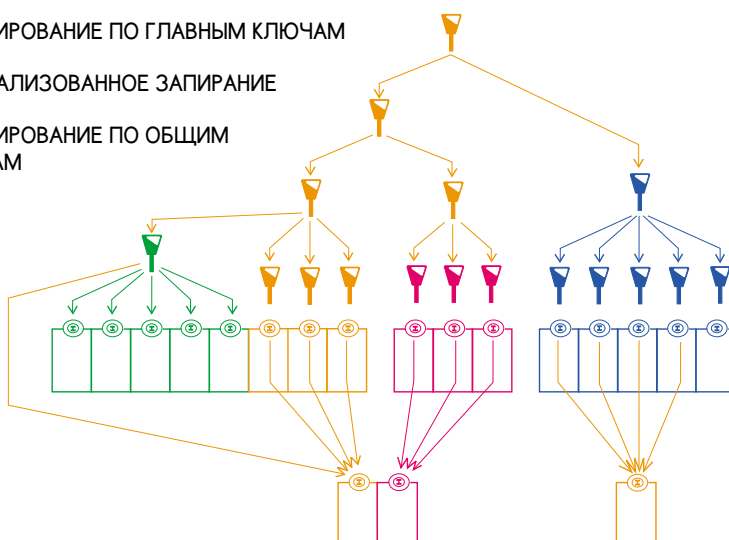 ИРОВАНИЕ ПО ГЛАВНЫМ КЛЮЧАМ
АЛИЗОВАННОЕ ЗАПИРАНИЕ
ИРОВАНИЕ ПО ОБЩИМ
АМ